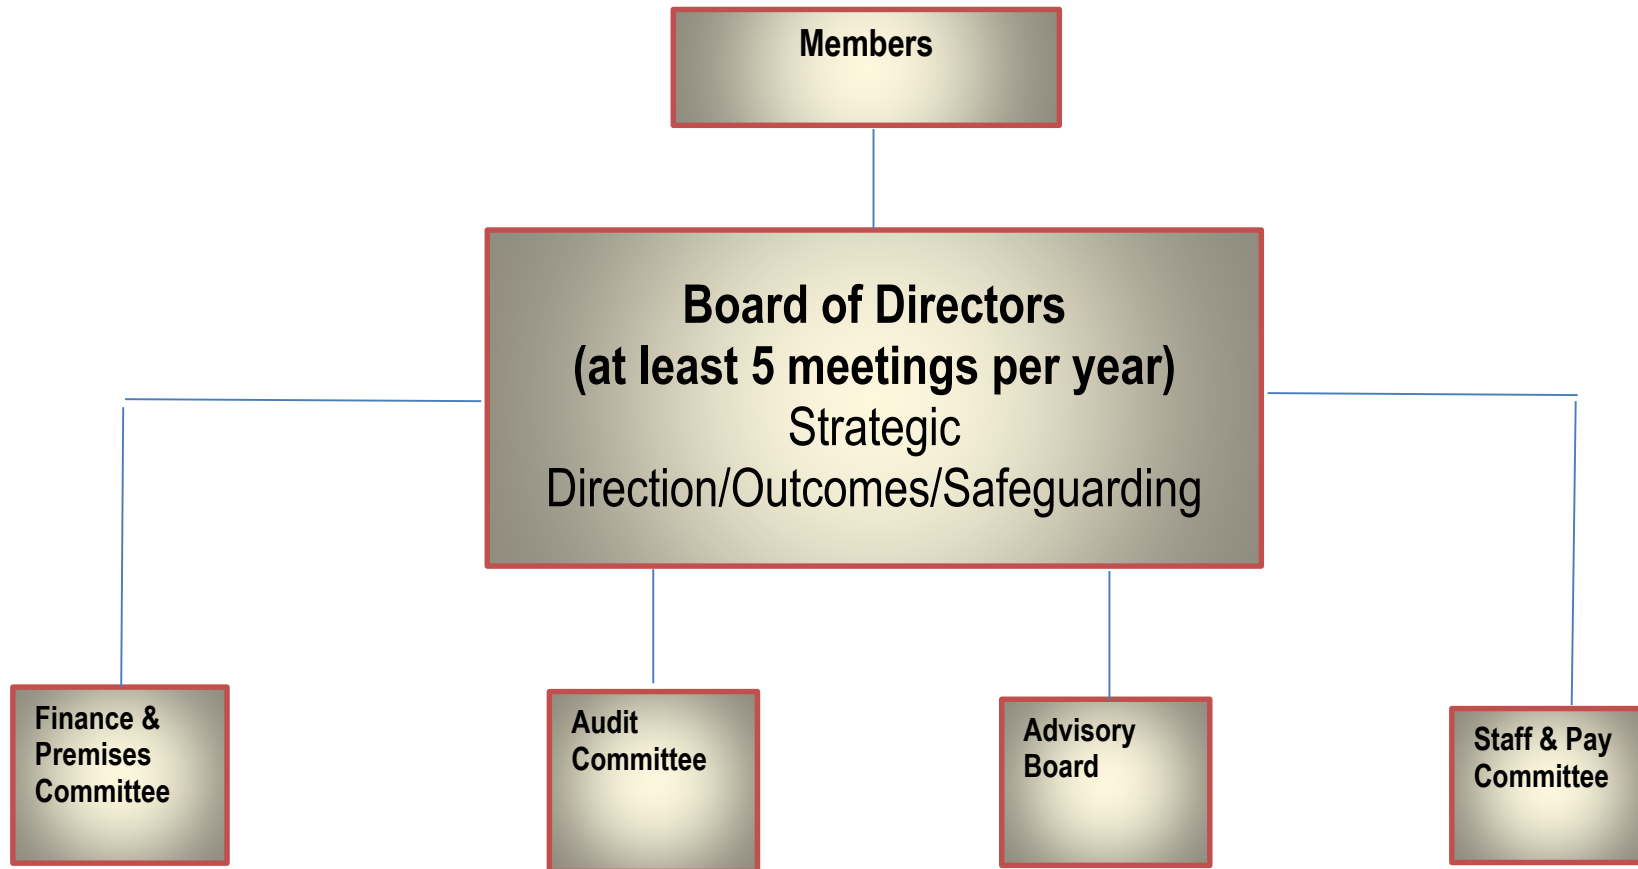 Members
Board of Directors
(at least 5 meetings per year)
Strategic
Direction/Outcomes/Safeguarding
Finance &
Premises
Committee
Audit
Committee
Advisory
Board
Staff & Pay
Committee